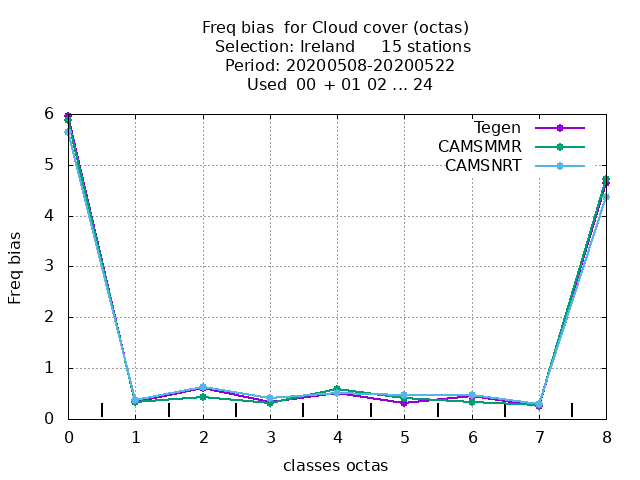 Freq bias  for Cloud cover (octas)
Selection: Ireland     15 stations
Period: 20200508-20200522
Used  00 + 01 02 ... 24
Tegen
CAMSMMR
CAMSNRT
6
5
4
3
2
1
0
Freq bias
0 1 2 3 4 5 6 7 8
classes octas